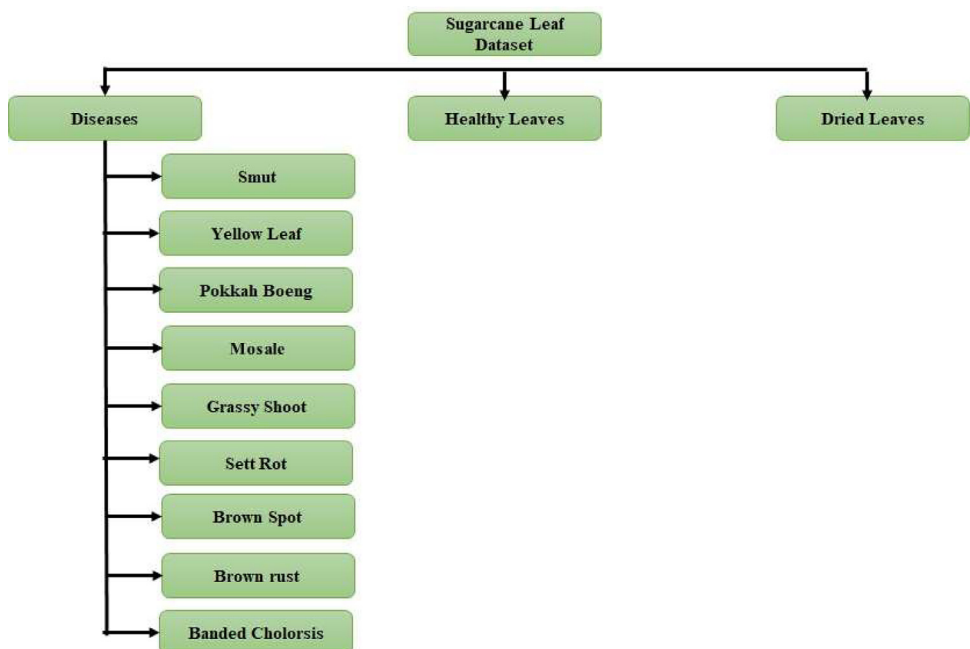 Sugarcane Leaf
Dataset
Diseases
Healthy Leaves
Dried Leaves
Smut
Yellow Leaf
Pokkah Boeng
Mosale
Grassy Shoot
Sett Rot
Brown Spot
Brown rust
Banded Cholorsis